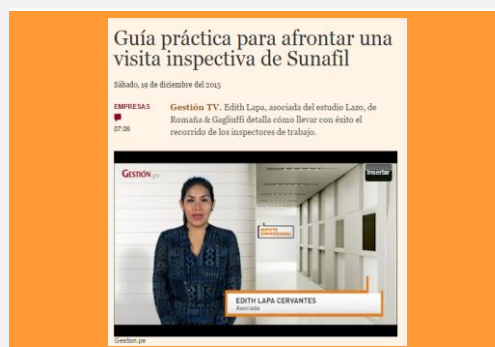 Guía práctica para afrontar una
visita inspectiva de Sunafil
Sábado, 19 de diciembre del 2015
EMPRESAS
07:06
Gestión TV. Edith Lapa, asociada del estudio Lazo, de
Romaña & Gagliuffi detalla cómo llevar con éxito el
recorrido de los inspectores de trabajo.
GESTIÓN
Insertar
EDITH LAPA CERVANTES
Asociada
Gestion.pe